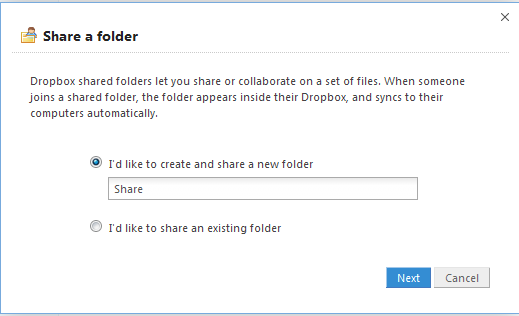 Share a folder
Dropbox shared folders let you share or collaborate on a set of files. When someone
joins a shared folder, the folder appears inside their Dropbox, and syncs to their
computers automatically.
I'd like to create and share a new folder
Share
I'd like to share an existing folder
Next Cancel